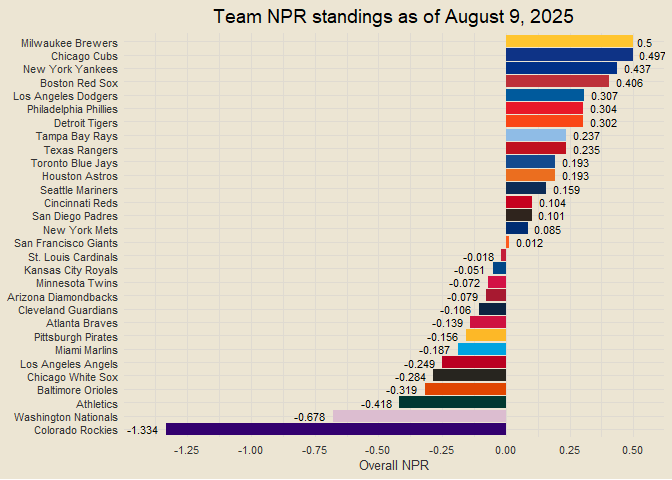 Team NPR standings as of August 9, 2025
Milwaukee Brewers 0.5
Chicago Cubs 0.497
New York Yankees 0.437
Boston Red Sox 0.406
Los Angeles Dodgers 0.307
Philadelphia Phillies 0.304
Detroit Tigers 0.302
Tampa Bay Rays 0.237
Texas Rangers 0.235
Toronto Blue Jays 0.193
Houston Astros 0.193
Seattle Mariners 0.159
Cincinnati Reds 0.104
San Diego Padres 0.101
New York Mets 0.085
San Francisco Giants 0.012
St. Louis Cardinals -0.018
Kansas City Royals -0.051
Minnesota Twins -0.072
Arizona Diamondbacks -0.079
Cleveland Guardians -0.106
Atlanta Braves -0.139
Pittsburgh Pirates -0.156
Miami Marlins -0.187
Los Angeles Angels -0.249
Chicago White Sox -0.284
Baltimore Orioles -0.319
Athletics -0.418
Washington Nationals -0.678
Colorado Rockies -1.334
-1.25 -1.00 -0.75 -0.50 -0.25 0.00 0.25 0.50
Overall NPR